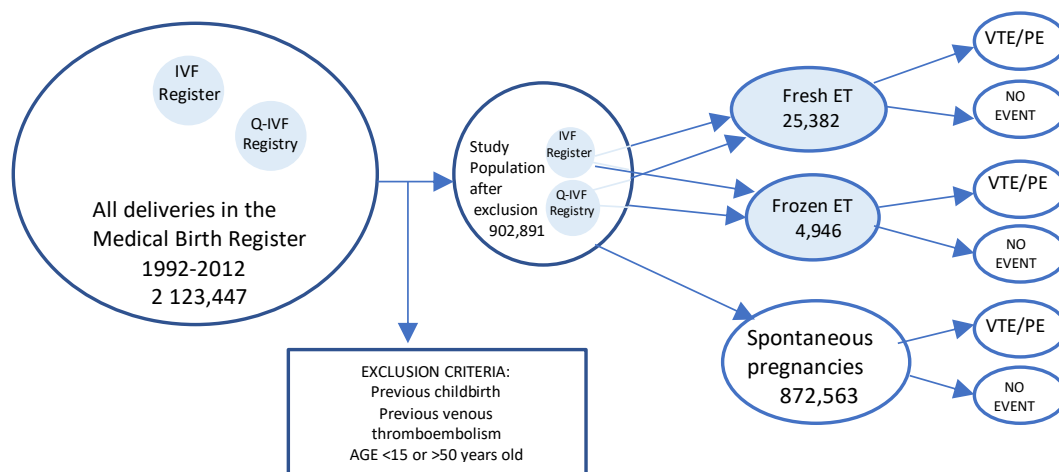 IVF
Register
Q-IVF
Registry
All deliveries in the
Medical Birth Register
1992-2012
2 123,447
EXCLUSION CRITERIA:
Previous childbirth
Previous venous
thromboembolism
AGE <15 or >50 years old
Study
Population
after
exclusion
902,891
IVF
Register
Q-IVF
Registry
Fresh ET
25,382
Frozen ET
4,946
Spontaneous
pregnancies
872,563
VTE/PE
NO
EVENT
VTE/PE
NO
EVENT
VTE/PE
NO
EVENT